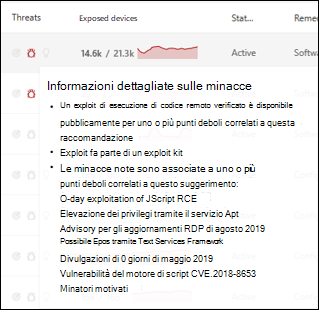 Threats Exposed devices Stat... Reme
14.6k / 21.3k Active Softwa
Informazioni dettagliate sulle minacce
• Un exploit di esecuzione di codice remoto verificato è disponibile
pubblicamente per uno o più punti deboli correlati a questa
raccomandazione
• Exploit fa parte di un exploit kit
• Le minacce note sono associate a uno o più
punti deboli correlati a questo suggerimento:
O-day exploitation of JScript RCE
Elevazione dei privilegi tramite il servizio Apt
Advisory per gli aggiornamenti RDP di agosto 2019
Possibile Epos tramite Text Services Framework
Divulgazioni di 0 giorni di maggio 2019
Vulnerabilità del motore di script CVE.2018-8653
Minatori motivati